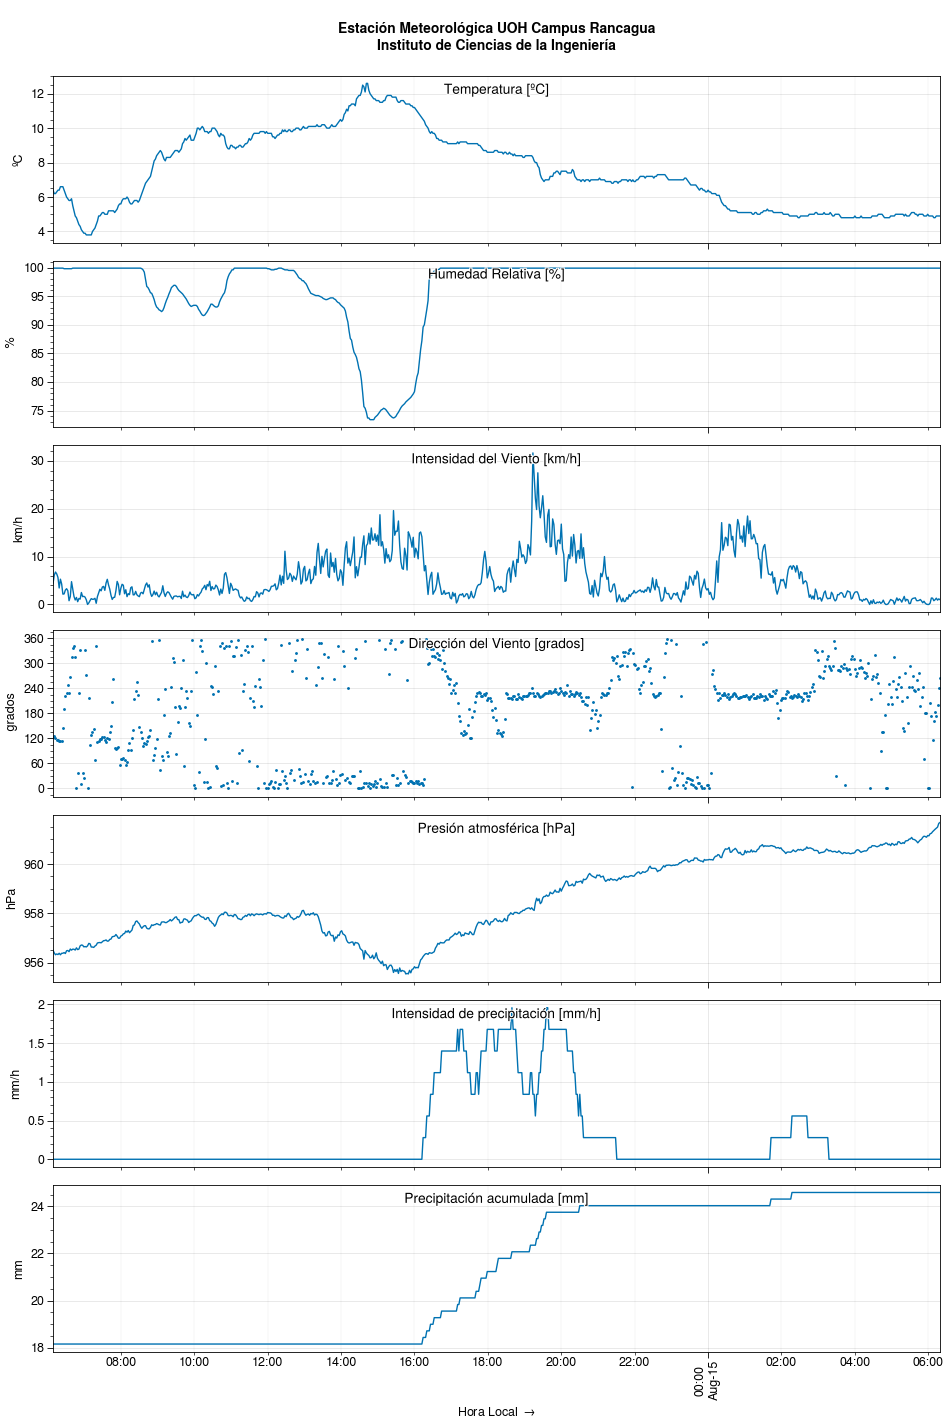 Estación Meteorológica UOH Campus Rancagua
Instituto de Ciencias de la Ingeniería
Temperatura [ºC]
12
10
8
6
4
ºC
Humedad Relativa [%]
100
95
90
85
80
75
%
Intensidad del Viento [km/h]
30
20
10
0
km/h
Dirección del Viento [grados]
360
300
240
180
120
60
0
grados
Presión atmosférica [hPa]
960
958
956
hPa
Intensidad de precipitación [mm/h]
2
1.5
1
0.5
0
mm/h
Precipitación acumulada [mm]
24
22
20
18
mm
08:00 10:00 12:00 14:00 16:00 18:00 20:00 22:00 00:00 02:00 04:00 06:00
Aug-15
Hora Local →